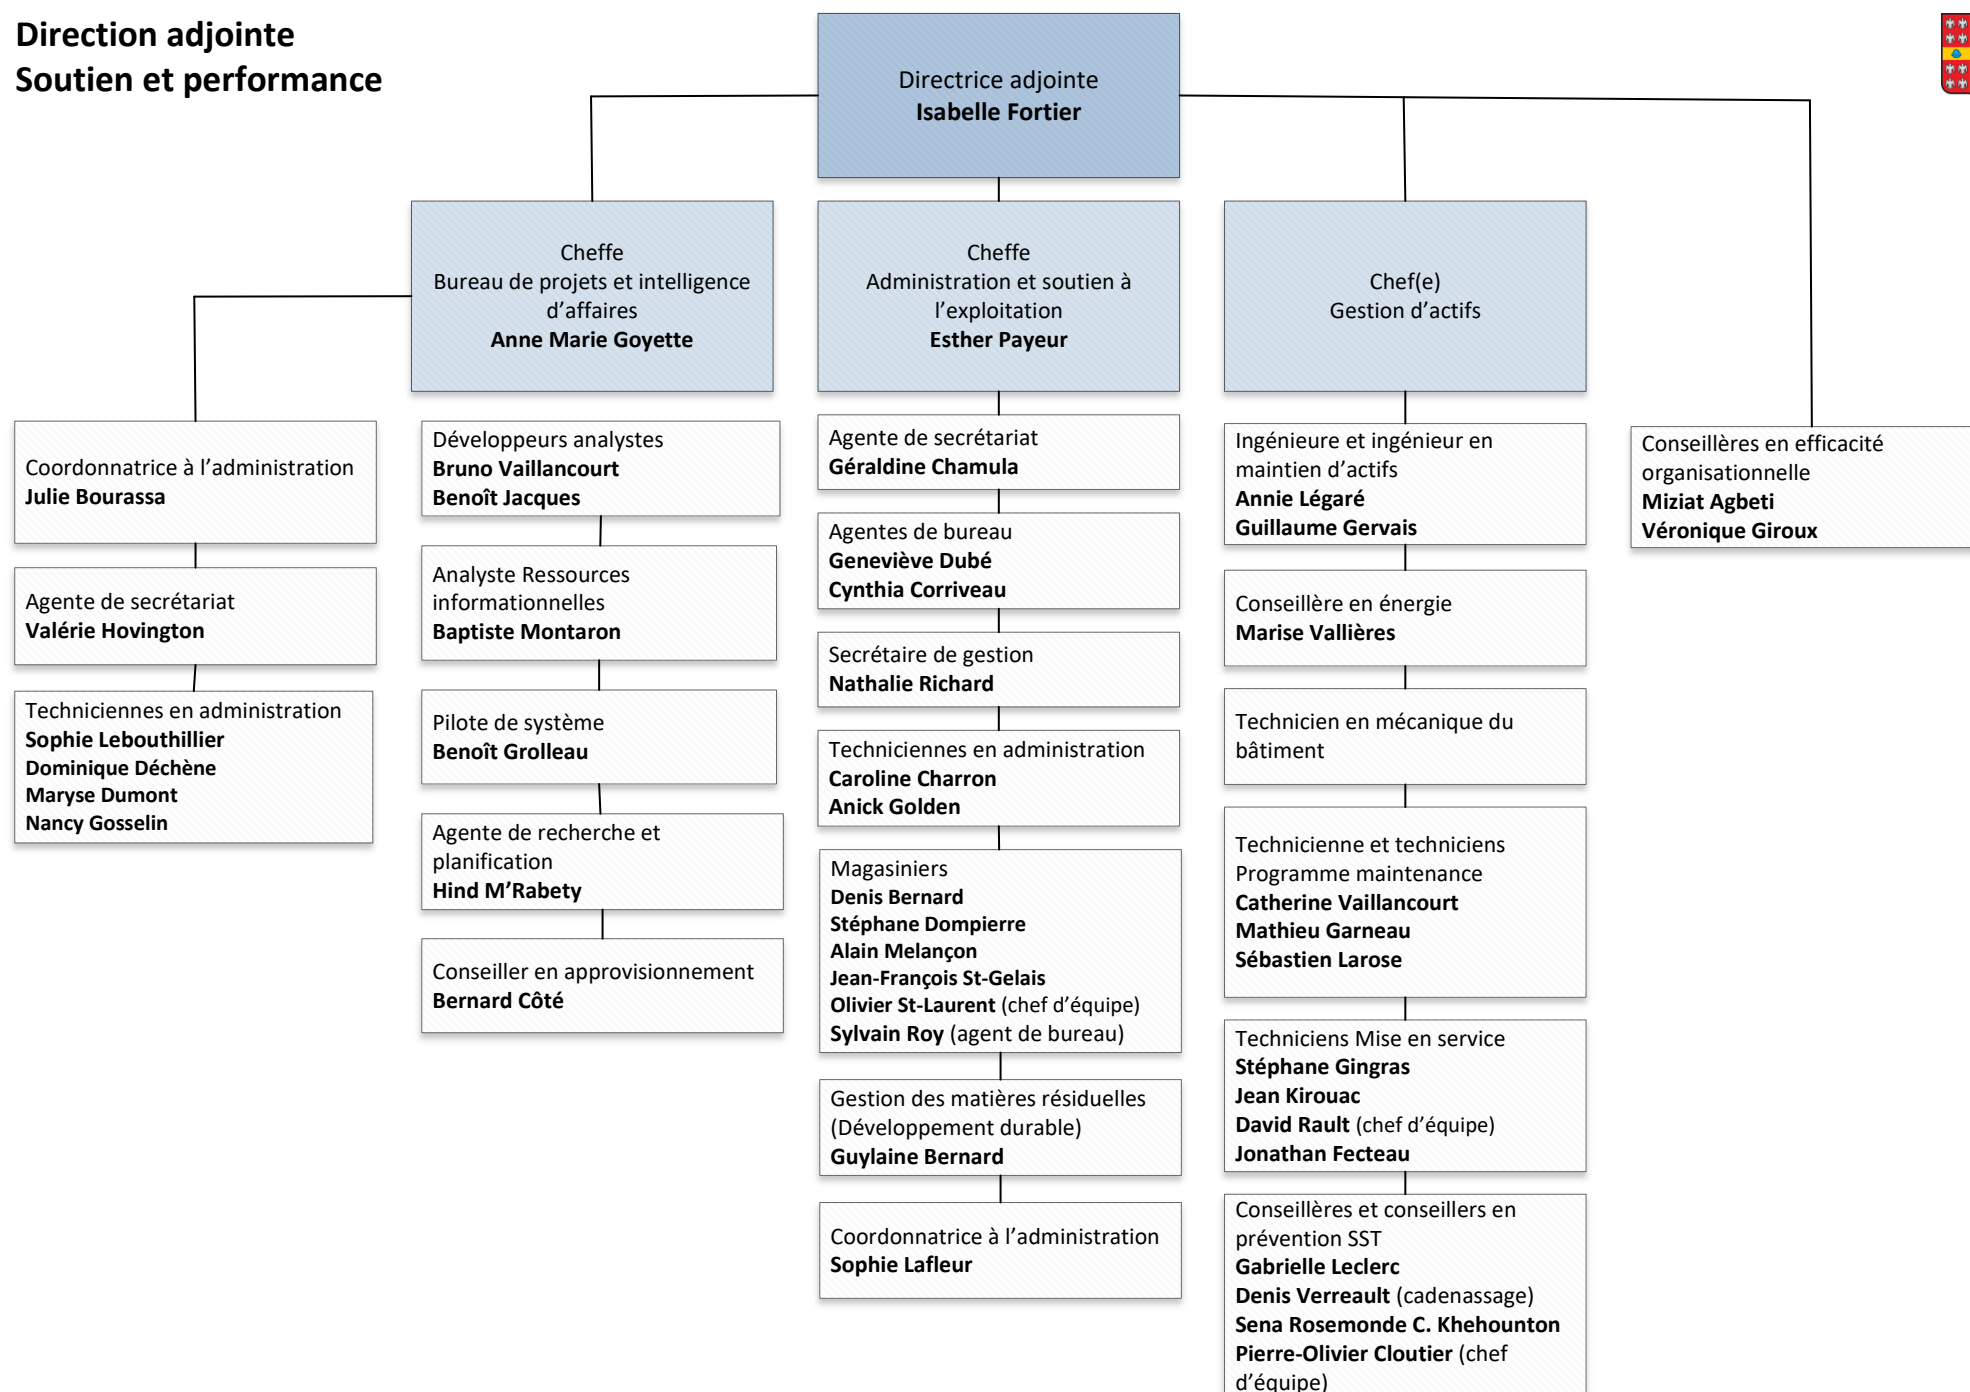 Direction adjointe
Soutien et performance
Directrice adjointe
Isabelle Fortier
Cheffe
Bureau de projets et intelligence
d’affaires
Anne Marie Goyette
Cheffe
Administration et soutien à
l’exploitation
Esther Payeur
Chef(e)
Gestion d’actifs
Coordonnatrice à l’administration
Julie Bourassa
Agente de secrétariat
Valérie Hovington
Techniciennes en administration
Sophie Lebouthillier
Dominique Déchène
Maryse Dumont
Nancy Gosselin
Développeurs analystes
Bruno Vaillancourt
Benoît Jacques
Analyste Ressources
informationnelles
Baptiste Montaron
Pilote de système
Benoît Grolleau
Agente de recherche et
planification
Hind M’Rabety
Conseiller en approvisionnement
Bernard Côté
Agente de secrétariat
Géraldine Chamula
Agentes de bureau
Geneviève Dubé
Cynthia Corriveau
Secrétaire de gestion
Nathalie Richard
Techniciennes en administration
Caroline Charron
Anick Golden
Magasiniers
Denis Bernard
Stéphane Dompierre
Alain Melançon
Jean-François St-Gelais
Olivier St-Laurent (chef d’équipe)
Sylvain Roy (agent de bureau)
Gestion des matières résiduelles
(Développement durable)
Guylaine Bernard
Coordonnatrice à l’administration
Sophie Lafleur
Ingénieure et ingénieur en
maintien d’actifs
Annie Légaré
Guillaume Gervais
Conseillère en énergie
Marise Vallières
Technicien en mécanique du
bâtiment
Technicienne et techniciens
Programme maintenance
Catherine Vaillancourt
Mathieu Garneau
Sébastien Larose
Techniciens Mise en service
Stéphane Gingras
Jean Kirouac
David Rault (chef d’équipe)
Jonathan Fecteau
Conseillères et conseillers en
prévention SST
Gabrielle Leclerc
Denis Verreault (cadenassage)
Sena Rosemonde C. Khehounton
Pierre-Olivier Cloutier (chef
d’équipe)
Conseillères en efficacité
organisationnelle
Miziat Agbeti
Véronique Giroux